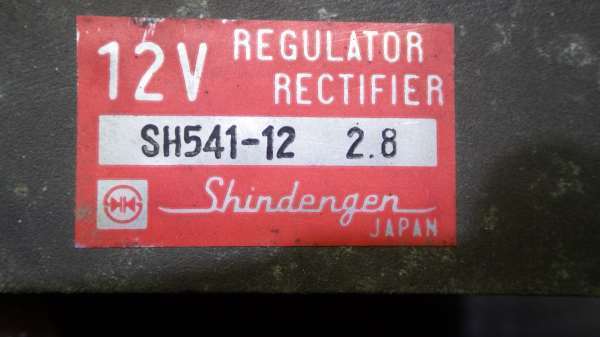 12V REGULATOR
RECTIFIER
SH541-12 2.8
Shindengen
JAPAN